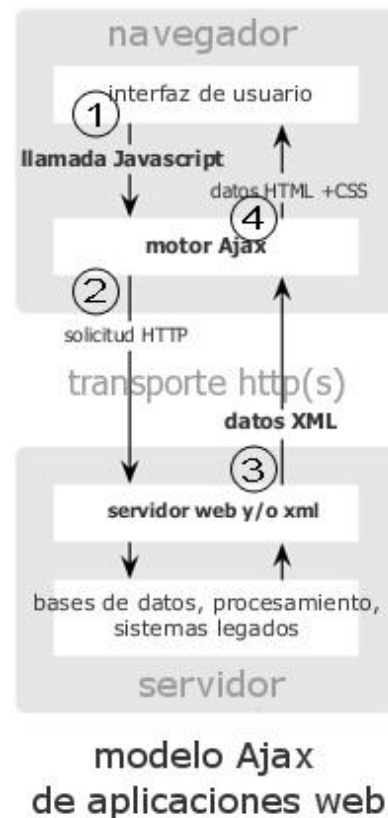 navegador
interfaz de usuario
1
llamada Javascript
datos HTML +CSS
4
motor Ajax
2
solicitud HTTP
transporte http(s)
datos XML
3
servidor web y/o xml
bases de datos, procesamiento,
sistemas legados
servidor
modelo Ajax
de aplicaciones web